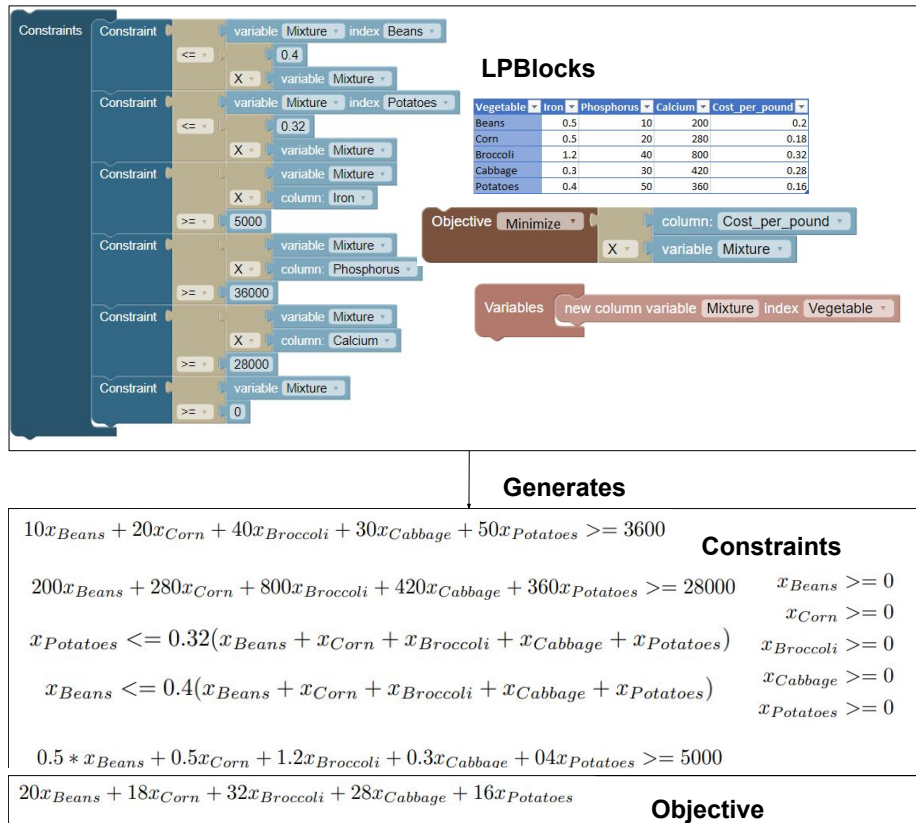 Constraints Constraint variable Mixture index Beans
<= 0.4
X variable Mixture
Constraint variable Mixture index Potatoes
<= 0.32
X variable Mixture
Constraint variable Mixture
X column: Iron
>= 5000
Constraint variable Mixture
X column: Phosphorus
>= 36000
Constraint variable Mixture
X column: Calcium
>= 28000
Constraint variable Mixture
>= 0
LPBlocks
Vegetable Iron Phosphorus Calcium Cost_per_pound
Beans 0.5 10 200 0.2
Corn 0.5 20 280 0.18
Broccoli 1.2 40 800 0.32
Cabbage 0.3 30 420 0.28
Potatoes 0.4 50 360 0.16
Objective Minimize column: Cost_per_pound
X variable Mixture
Variables new column variable Mixture index Vegetable
Generates
10x_{Beans} + 20x_{Corn} + 40x_{Broccoli} + 30x_{Cabbage} + 50x_{Potatoes} >= 3600
Constraints
200x_{Beans} + 280x_{Corn} + 800x_{Broccoli} + 420x_{Cabbage} + 360x_{Potatoes} >= 28000
x_{Potatoes} <= 0.32(x_{Beans} + x_{Corn} + x_{Broccoli} + x_{Cabbage} + x_{Potatoes})
x_{Beans} <= 0.4(x_{Beans} + x_{Corn} + x_{Broccoli} + x_{Cabbage} + x_{Potatoes})
x_{Beans} >= 0
x_{Corn} >= 0
x_{Broccoli} >= 0
x_{Cabbage} >= 0
x_{Potatoes} >= 0
0.5 * x_{Beans} + 0.5x_{Corn} + 1.2x_{Broccoli} + 0.3x_{Cabbage} + 04x_{Potatoes} >= 5000
20x_{Beans} + 18x_{Corn} + 32x_{Broccoli} + 28x_{Cabbage} + 16x_{Potatoes}
Objective